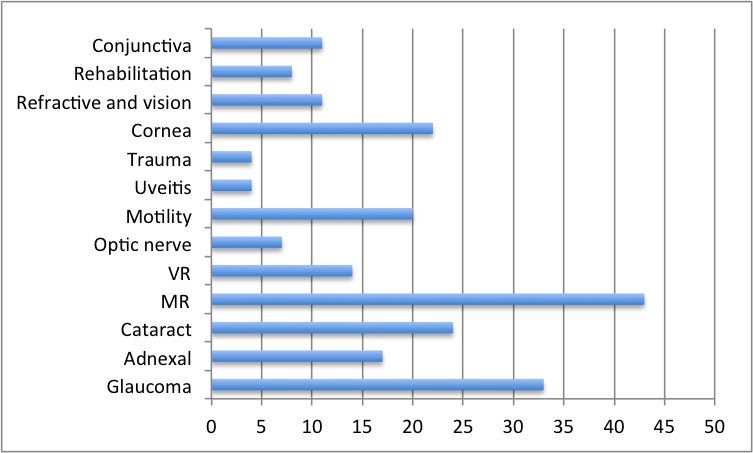 Conjunctiva
Rehabilitation
Refractive and vision
Cornea
Trauma
Uveitis
Motility
Optic nerve
VR
MR
Cataract
Adnexal
Glaucoma
0 5 10 15 20 25 30 35 40 45 50